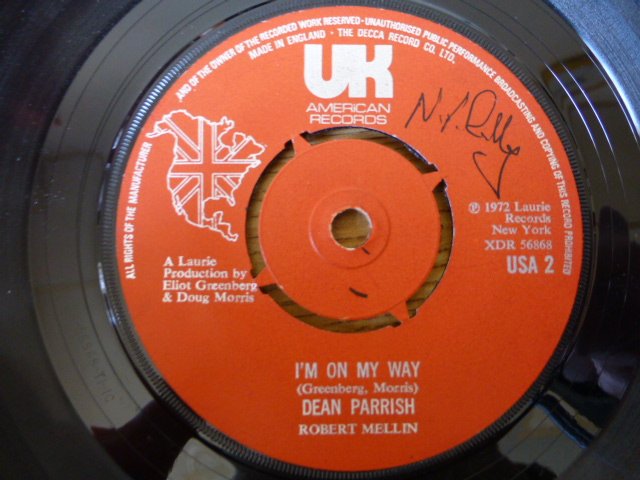 ALL RIGHTS OF THE MANUFACTURER AND OF THE OWNER OF THE RECORDED WORK RESERVED-UNAUTHORISED PUBLIC PERFORMANCE BROADCASTING AND COPYING OF THIS RECORD PROHIBITED
MADE IN ENGLAND · THE DECCA RECORD CO. LTD.
UK
AMERICAN
RECORDS
℗ 1972 Laurie
Records
New York
XDR 56868
USA 2
A Laurie
Production by
Eliot Greenberg
& Doug Morris
I'M ON MY WAY
(Greenberg, Morris)
DEAN PARRISH
ROBERT MELLIN